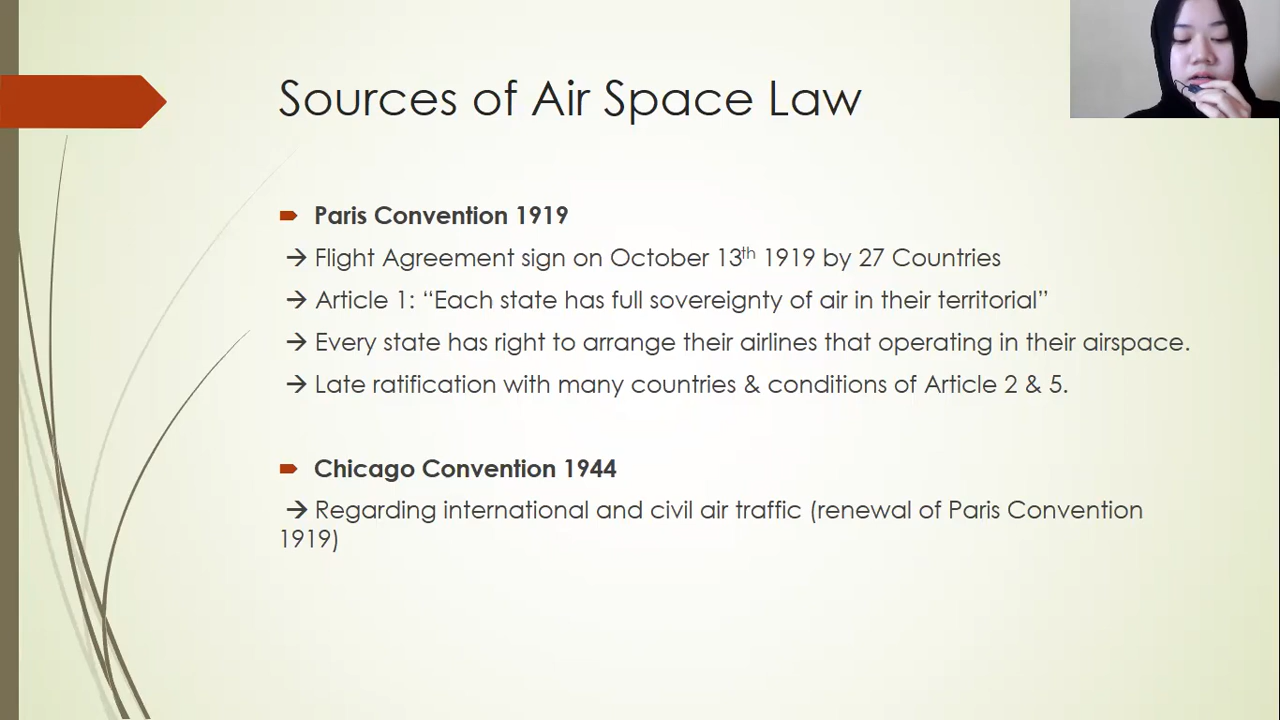 Sources of Air Space Law
Paris Convention 1919
→ Flight Agreement sign on October 13th 1919 by 27 Countries
→ Article 1: “Each state has full sovereignty of air in their territorial”
→ Every state has right to arrange their airlines that operating in their airspace.
→ Late ratification with many countries & conditions of Article 2 & 5.
Chicago Convention 1944
→ Regarding international and civil air traffic (renewal of Paris Convention
1919)